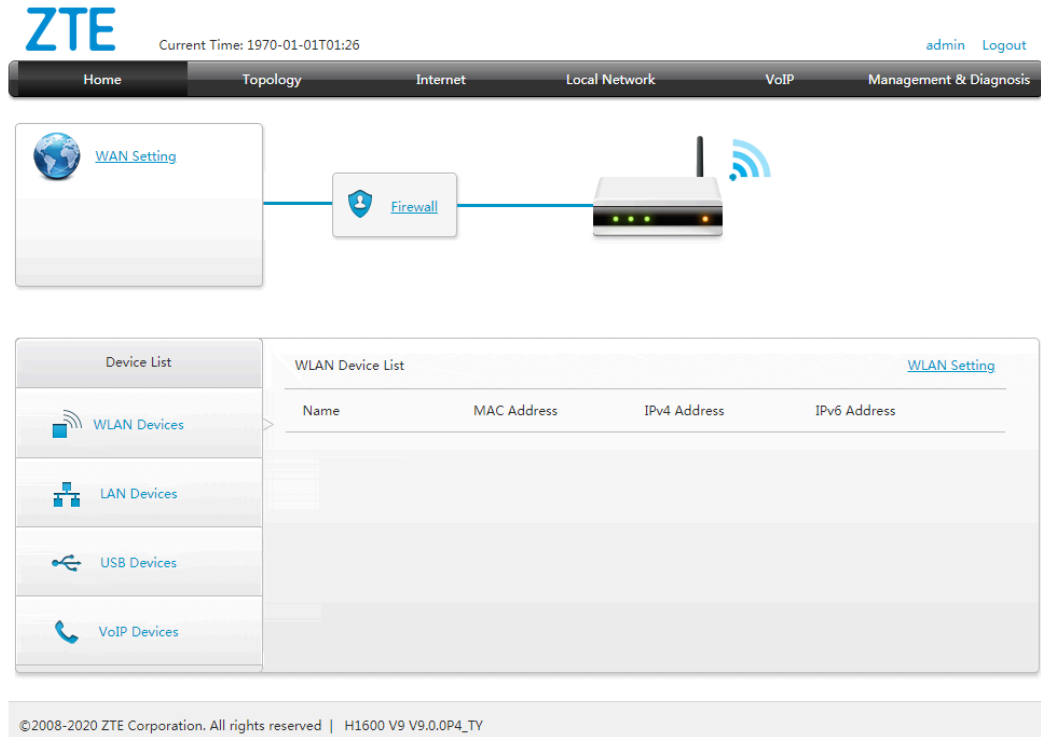 ZTE
Current Time: 1970-01-01T01:26
admin Logout
Home Topology Internet Local Network VoIP Management & Diagnosis
WAN Setting
Firewall
Device List
WLAN Device List WLAN Setting
Name MAC Address IPv4 Address IPv6 Address
WLAN Devices
LAN Devices
USB Devices
VoIP Devices
©2008-2020 ZTE Corporation. All rights reserved | H1600 V9 V9.0.0P4_TY